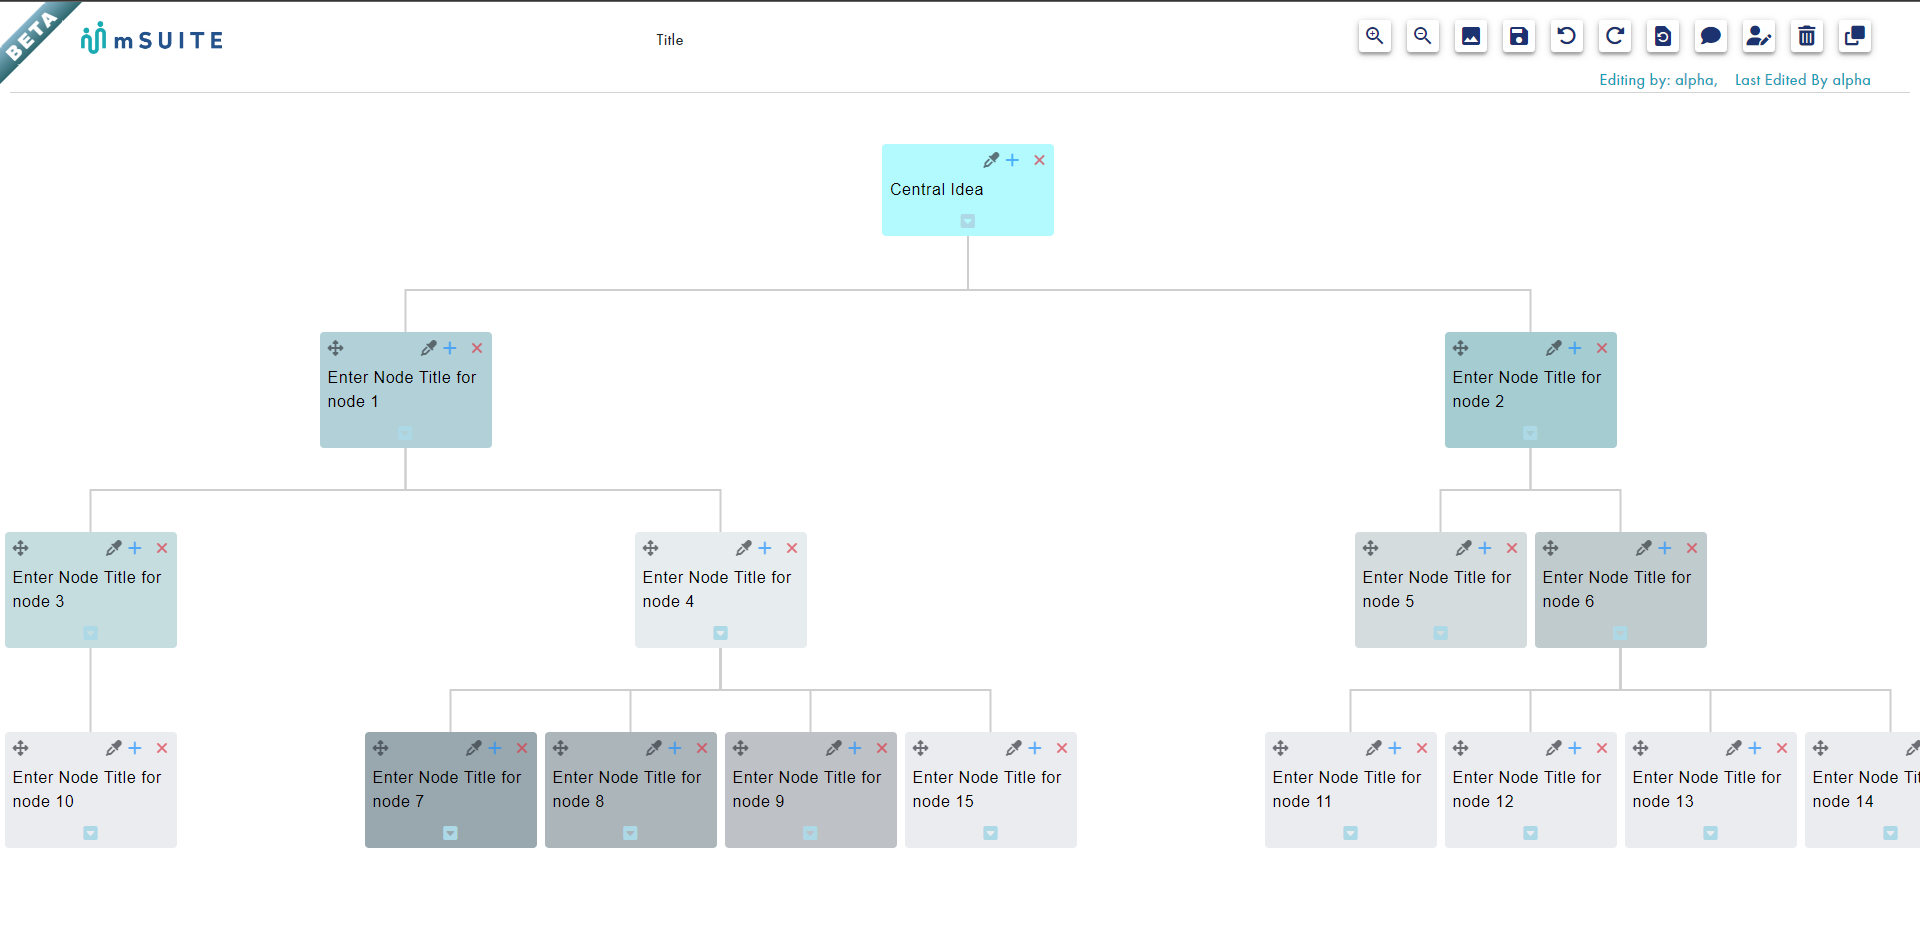 BETA
mSUITE
Title
Editing by: alpha, Last Edited By alpha
Central Idea
Enter Node Title for
node 1
Enter Node Title for
node 2
Enter Node Title for
node 3
Enter Node Title for
node 4
Enter Node Title for
node 5
Enter Node Title for
node 6
Enter Node Title for
node 10
Enter Node Title for
node 7
Enter Node Title for
node 8
Enter Node Title for
node 9
Enter Node Title for
node 15
Enter Node Title for
node 11
Enter Node Title for
node 12
Enter Node Title for
node 13
Enter Node Tit
node 14